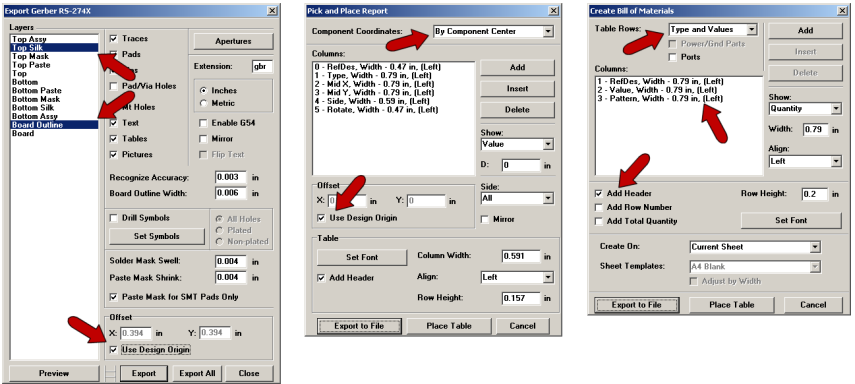 Export Gerber RS-274X
Layers
Top Assy
Top Silk
Top Mask
Top Paste
Top
Bottom
Bottom Paste
Bottom Mask
Bottom Silk
Bottom Assy
Board Outline
Board
Traces
Pads
Pad/Via Holes
Mt Holes
Text
Tables
Pictures
Apertures
Extension: gbr
Inches
Metric
Enable G54
Mirror
Flip Text
Recognize Accuracy: 0.003 in
Board Outline Width: 0.006 in
Drill Symbols
Set Symbols
All Holes
Plated
Non-plated
Solder Mask Swell: 0.004 in
Paste Mask Shrink: 0.004 in
Paste Mask for SMT Pads Only
Offset
X: 0.394 in Y: 0.394 in
Use Design Origin
Preview Export Export All Close
Pick and Place Report
Component Coordinates: By Component Center
Columns:
0 - RefDes, Width - 0.47 in, (Left)
1 - Type, Width - 0.79 in, (Left)
2 - Mid X, Width - 0.79 in, (Left)
3 - Mid Y, Width - 0.79 in, (Left)
4 - Side, Width - 0.59 in, (Left)
5 - Rotate, Width - 0.47 in, (Left)
Add
Insert
Delete
Show:
Value
D: 0 in
Offset
X: 0 in Y: 0 in
Use Design Origin
Side:
All
Mirror
Table
Set Font
Add Header
Column Width: 0.591 in
Align: Left
Row Height: 0.157 in
Export to File Place Table Cancel
Create Bill of Materials
Table Rows: Type and Values
Power/Gnd Parts
Ports
Add
Insert
Delete
Columns:
1 - RefDes, Width - 0.79 in, (Left)
2 - Value, Width - 0.79 in, (Left)
3 - Pattern, Width - 0.79 in, (Left)
Show:
Quantity
Width: 0.79 in
Align:
Left
Add Header
Add Row Number
Add Total Quantity
Row Height: 0.2 in
Set Font
Create On: Current Sheet
Sheet Templates: A4 Blank
Adjust by Width
Export to File Place Table Cancel